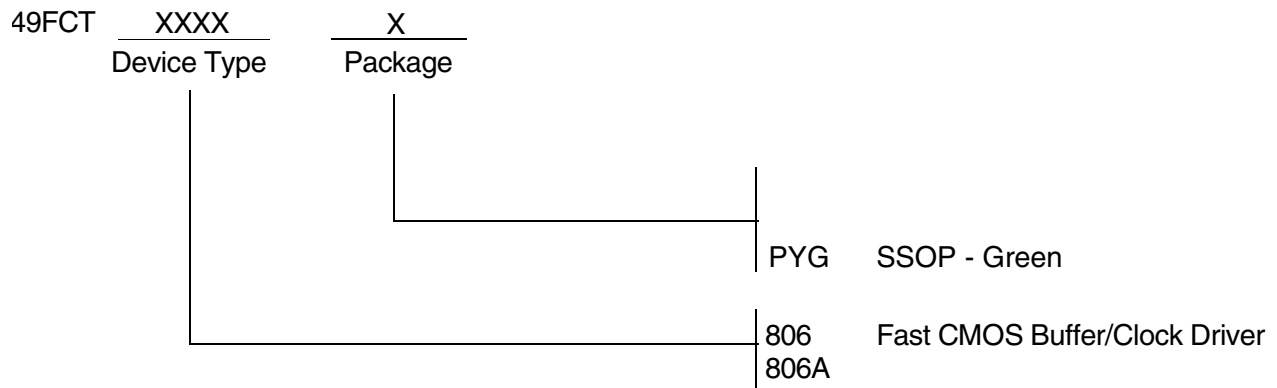 49FCT XXXX X
Device Type Package
PYG SSOP - Green
806 Fast CMOS Buffer/Clock Driver
806A